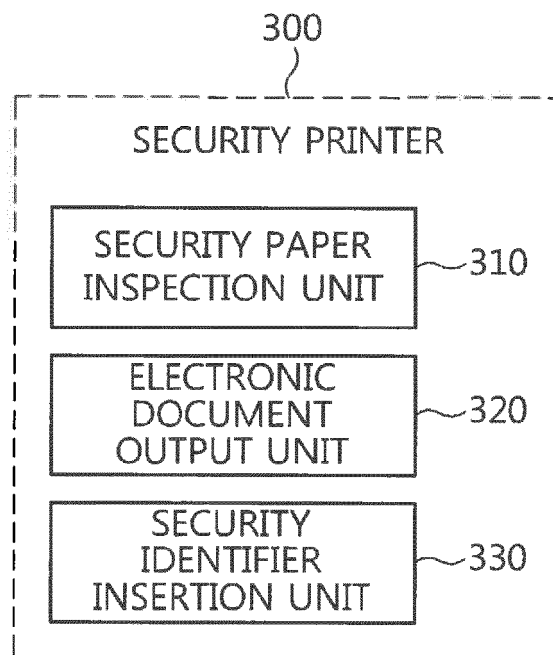 300
SECURITY PRINTER
SECURITY PAPER
INSPECTION UNIT
310
ELECTRONIC
DOCUMENT
OUTPUT UNIT
320
SECURITY
IDENTIFIER
INSERTION UNIT
330